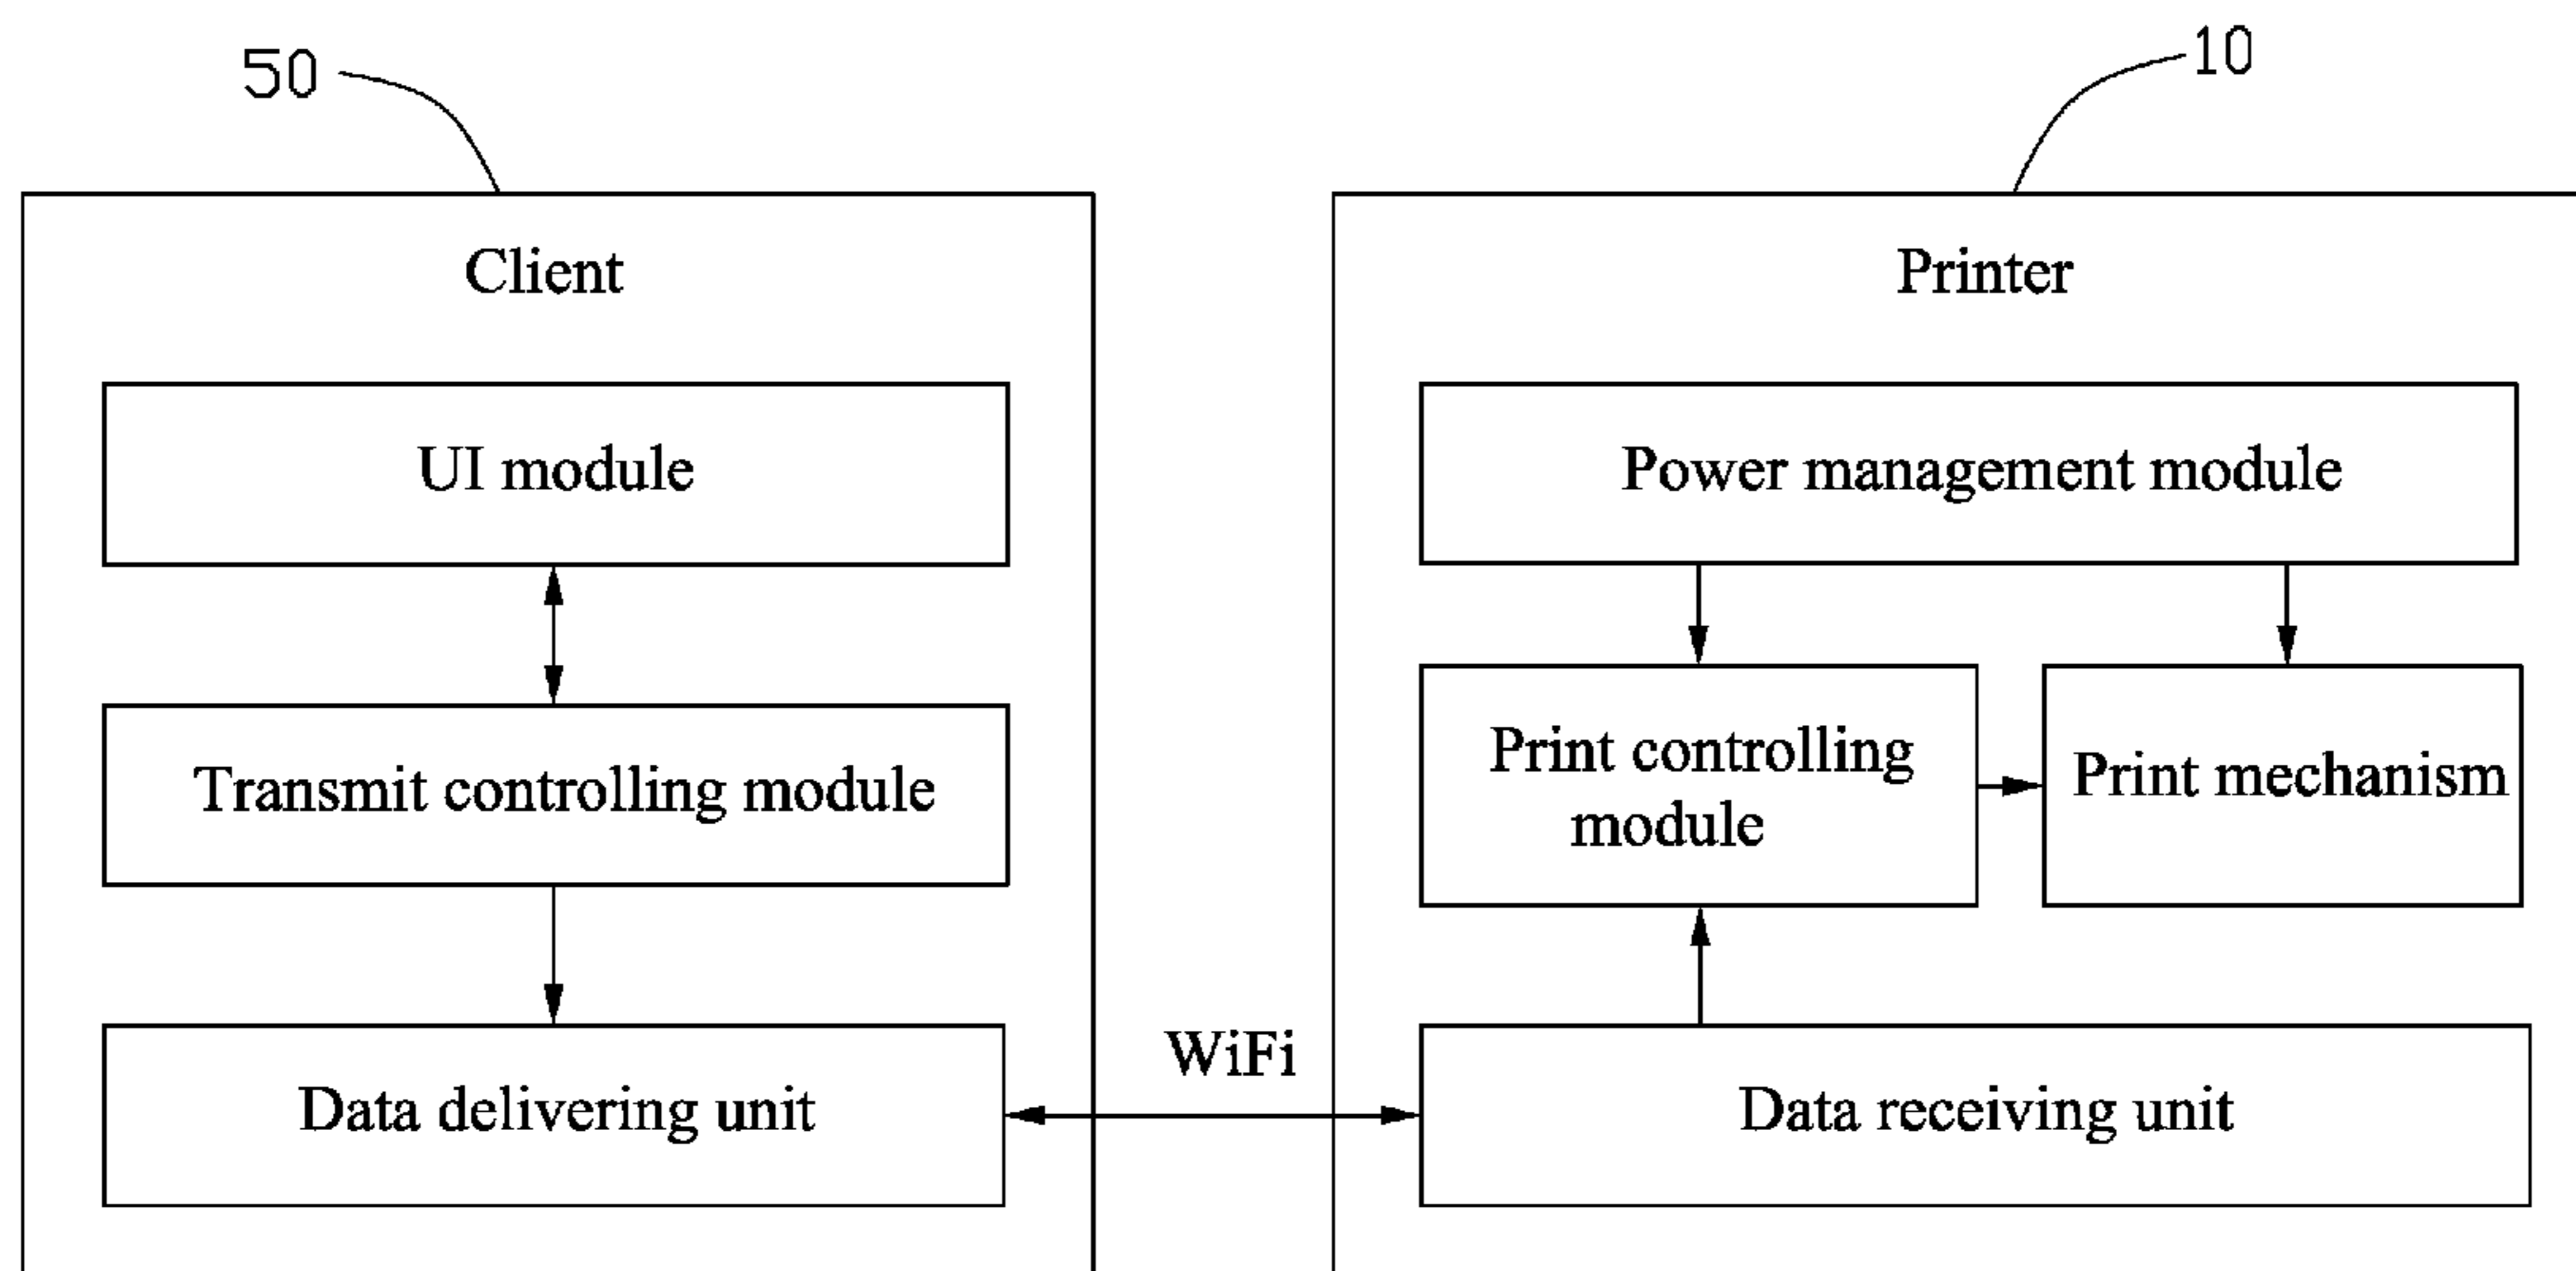 50
10
Client
Printer
UI module
Power management module
Transmit controlling module
Print controlling
module
Print mechanism
WiFi
Data delivering unit
Data receiving unit